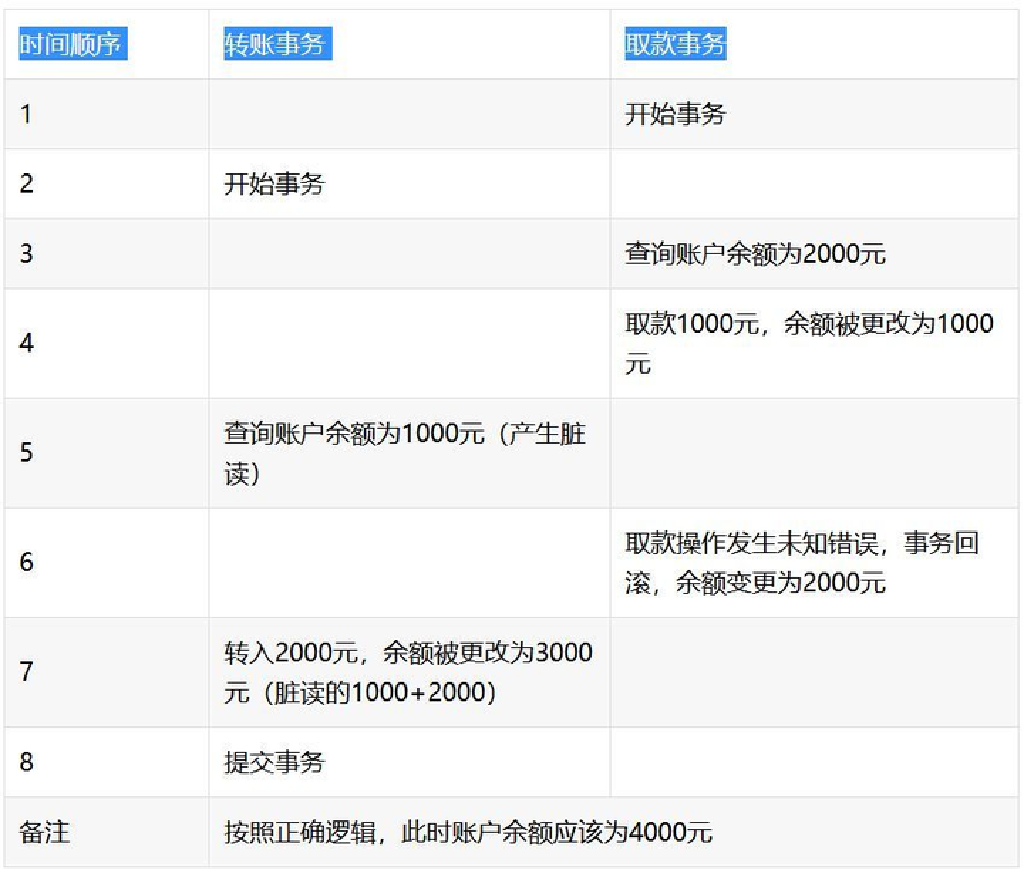 时间顺序 转账事务 取款事务
1 开始事务
2 开始事务
3 查询账户余额为2000元
4 取款1000元，余额被更改为1000
元
5 查询账户余额为1000元（产生脏
读）
6 取款操作发生未知错误，事务回
滚，余额变更为2000元
7 转入2000元，余额被更改为3000
元（脏读的1000+2000）
8 提交事务
备注 按照正确逻辑，此时账户余额应该为4000元